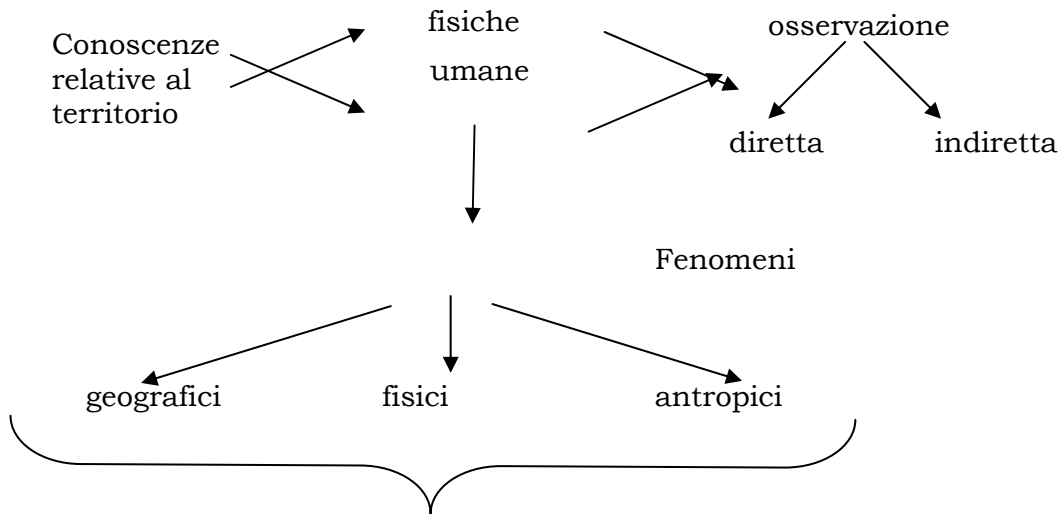 Conoscenze
relative al
territorio
fisiche
umane
osservazione
diretta
indiretta
Fenomeni
geografici
fisici
antropici